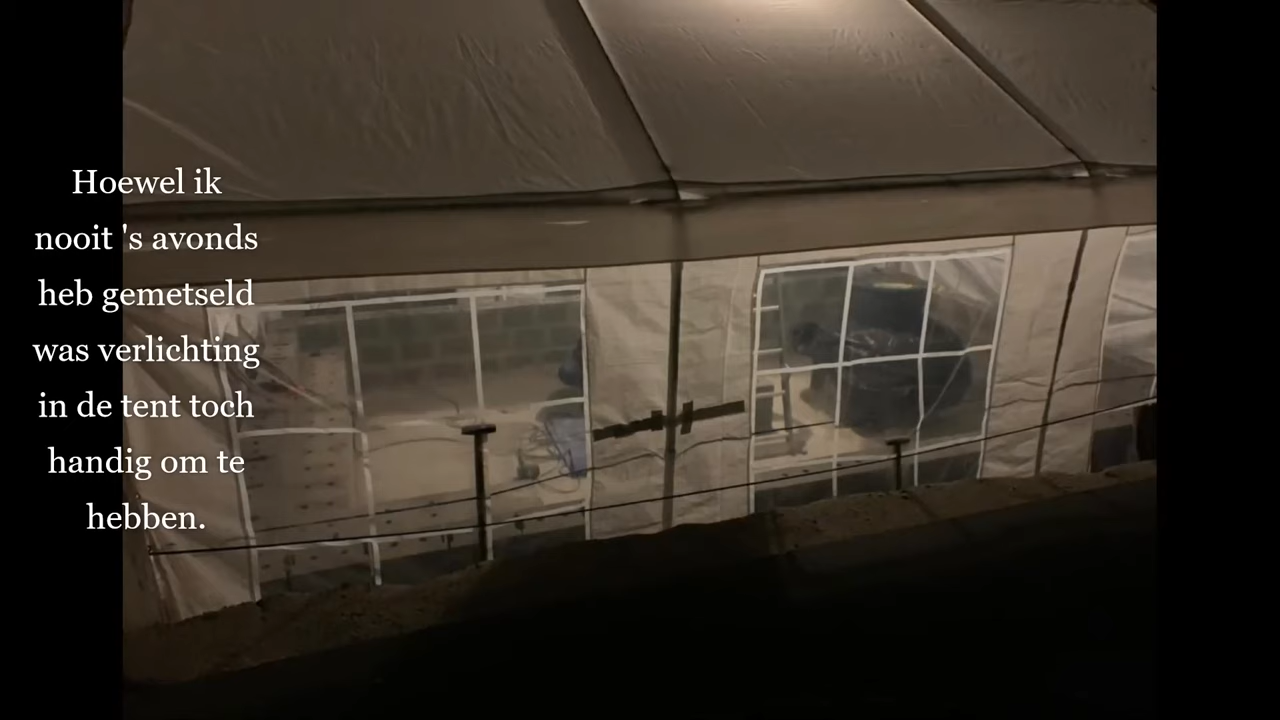 Hoewel ik
nooit 's avonds
heb gemetseld
was verlichting
in de tent toch
handig om te
hebben.